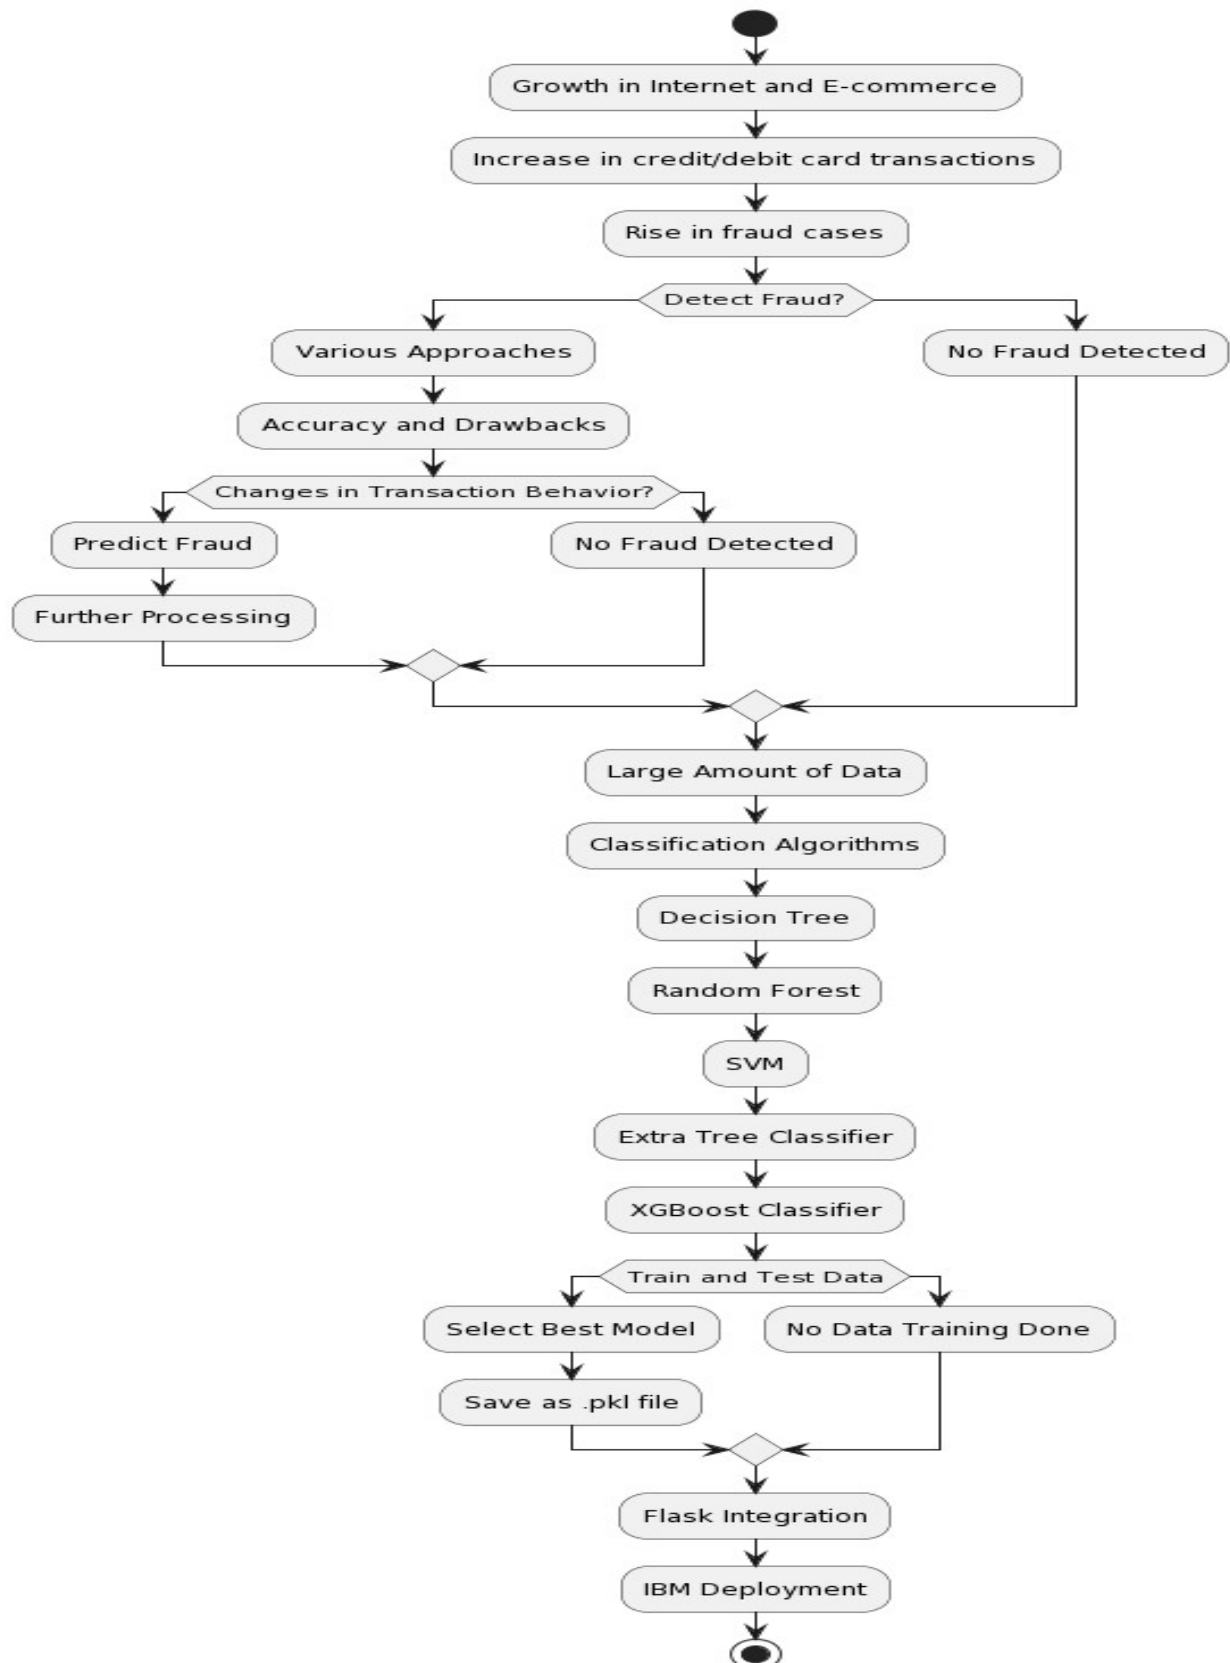 Growth in Internet and E-commerce
Increase in credit/debit card transactions
Rise in fraud cases
Detect Fraud?
Various Approaches
No Fraud Detected
Accuracy and Drawbacks
Changes in Transaction Behavior?
Predict Fraud
No Fraud Detected
Further Processing
Large Amount of Data
Classification Algorithms
Decision Tree
Random Forest
SVM
Extra Tree Classifier
XGBoost Classifier
Train and Test Data
Select Best Model
No Data Training Done
Save as .pkl file
Flask Integration
IBM Deployment